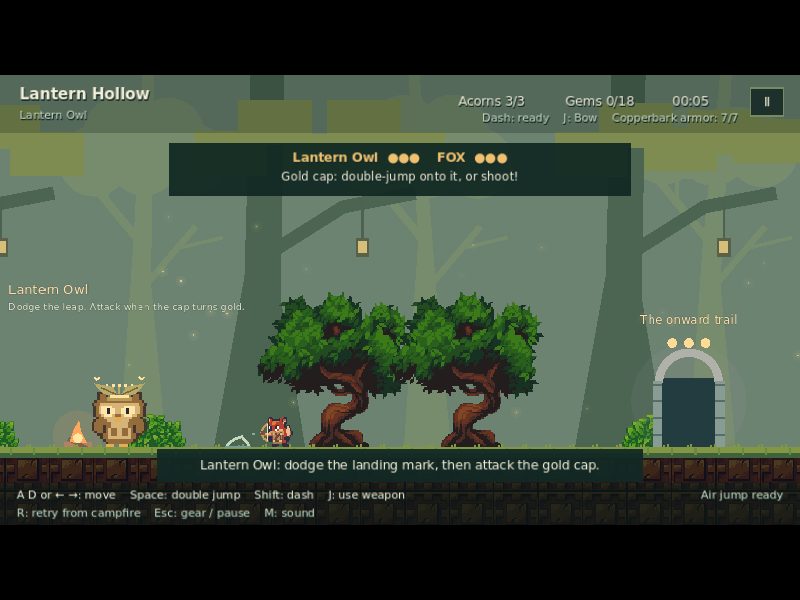 Lantern Hollow
Lantern Owl
Acorns 3/3 Gems 0/18 00:05
Dash: ready J: Bow Copperbark armor: 7/7
Lantern Owl ●●● FOX ●●●
Gold cap: double-jump onto it, or shoot!
Lantern Owl
Dodge the leap. Attack when the cap turns gold.
The onward trail
Lantern Owl: dodge the landing mark, then attack the gold cap.
A D or ← →: move Space: double jump Shift: dash J: use weapon
Air jump ready
R: retry from campfire Esc: gear / pause M: sound